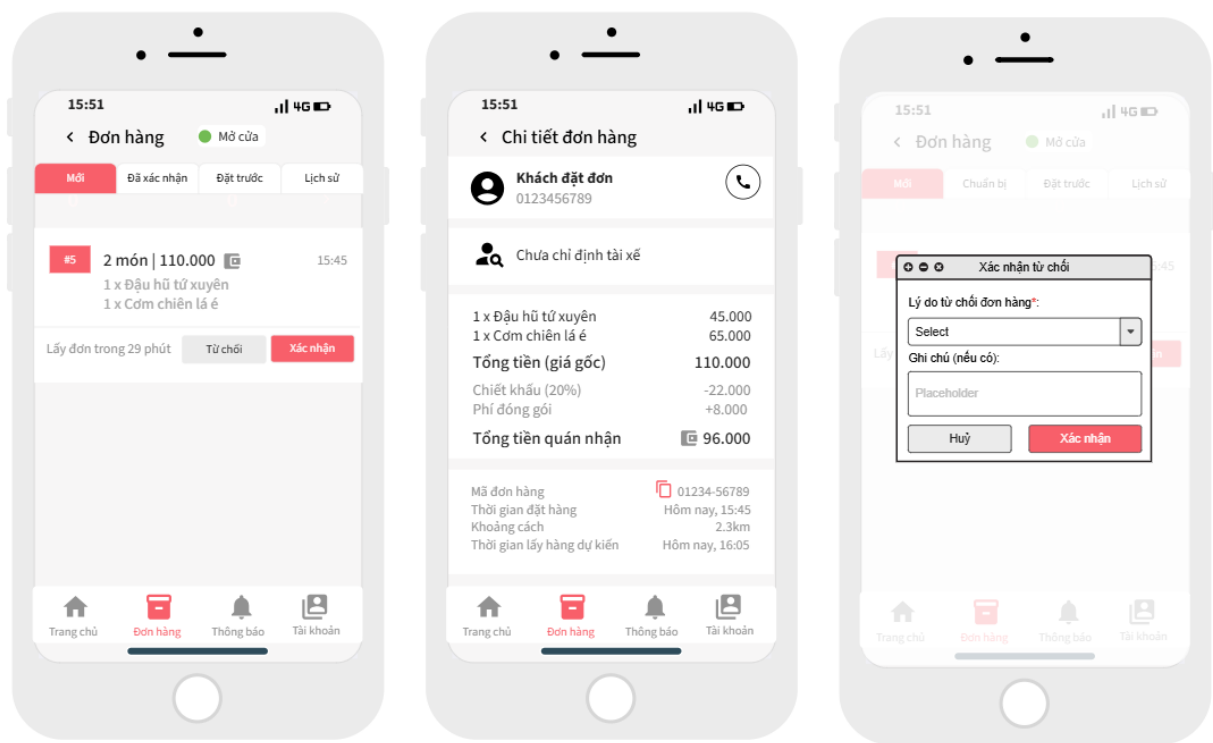 15:51
4G
Đơn hàng
Mở cửa
Mới
Đã xác nhận
Đặt trước
Lịch sử
#5
2 món | 110.000
15:45
1 x Đậu hũ tứ xuyên
1 x Cơm chiên lá é
Lấy đơn trong 29 phút
Từ chối
Xác nhận
Trang chủ
Đơn hàng
Thông báo
Tài khoản
15:51
4G
Chi tiết đơn hàng
Khách đặt đơn
0123456789
Chưa chỉ định tài xế
1 x Đậu hũ tứ xuyên 45.000
1 x Cơm chiên lá é 65.000
Tổng tiền (giá gốc) 110.000
Chiết khấu (20%) -22.000
Phí đóng gói +8.000
Tổng tiền quán nhận 96.000
Mã đơn hàng 01234-56789
Thời gian đặt hàng Hôm nay, 15:45
Khoảng cách 2.3km
Thời gian lấy hàng dự kiến Hôm nay, 16:05
Trang chủ
Đơn hàng
Thông báo
Tài khoản
15:51
4G
Đơn hàng
Mở cửa
Mới
Chuẩn bị
Đặt trước
Lịch sử
Xác nhận từ chối
Lý do từ chối đơn hàng*:
Select
Ghi chú (nếu có):
Placeholder
Huỷ
Xác nhận
Trang chủ
Đơn hàng
Thông báo
Tài khoản